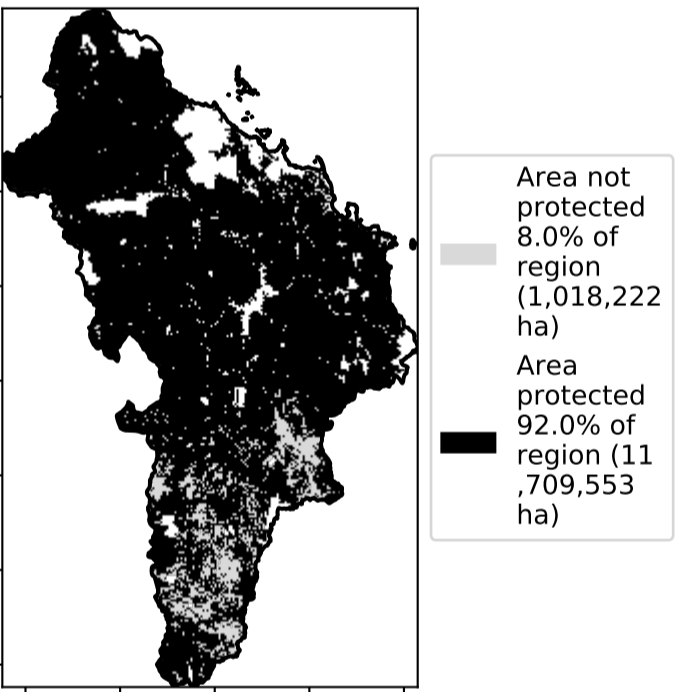 Area not
protected
8.0% of
region
(1,018,222
ha)
Area
protected
92.0% of
region (11
,709,553
ha)